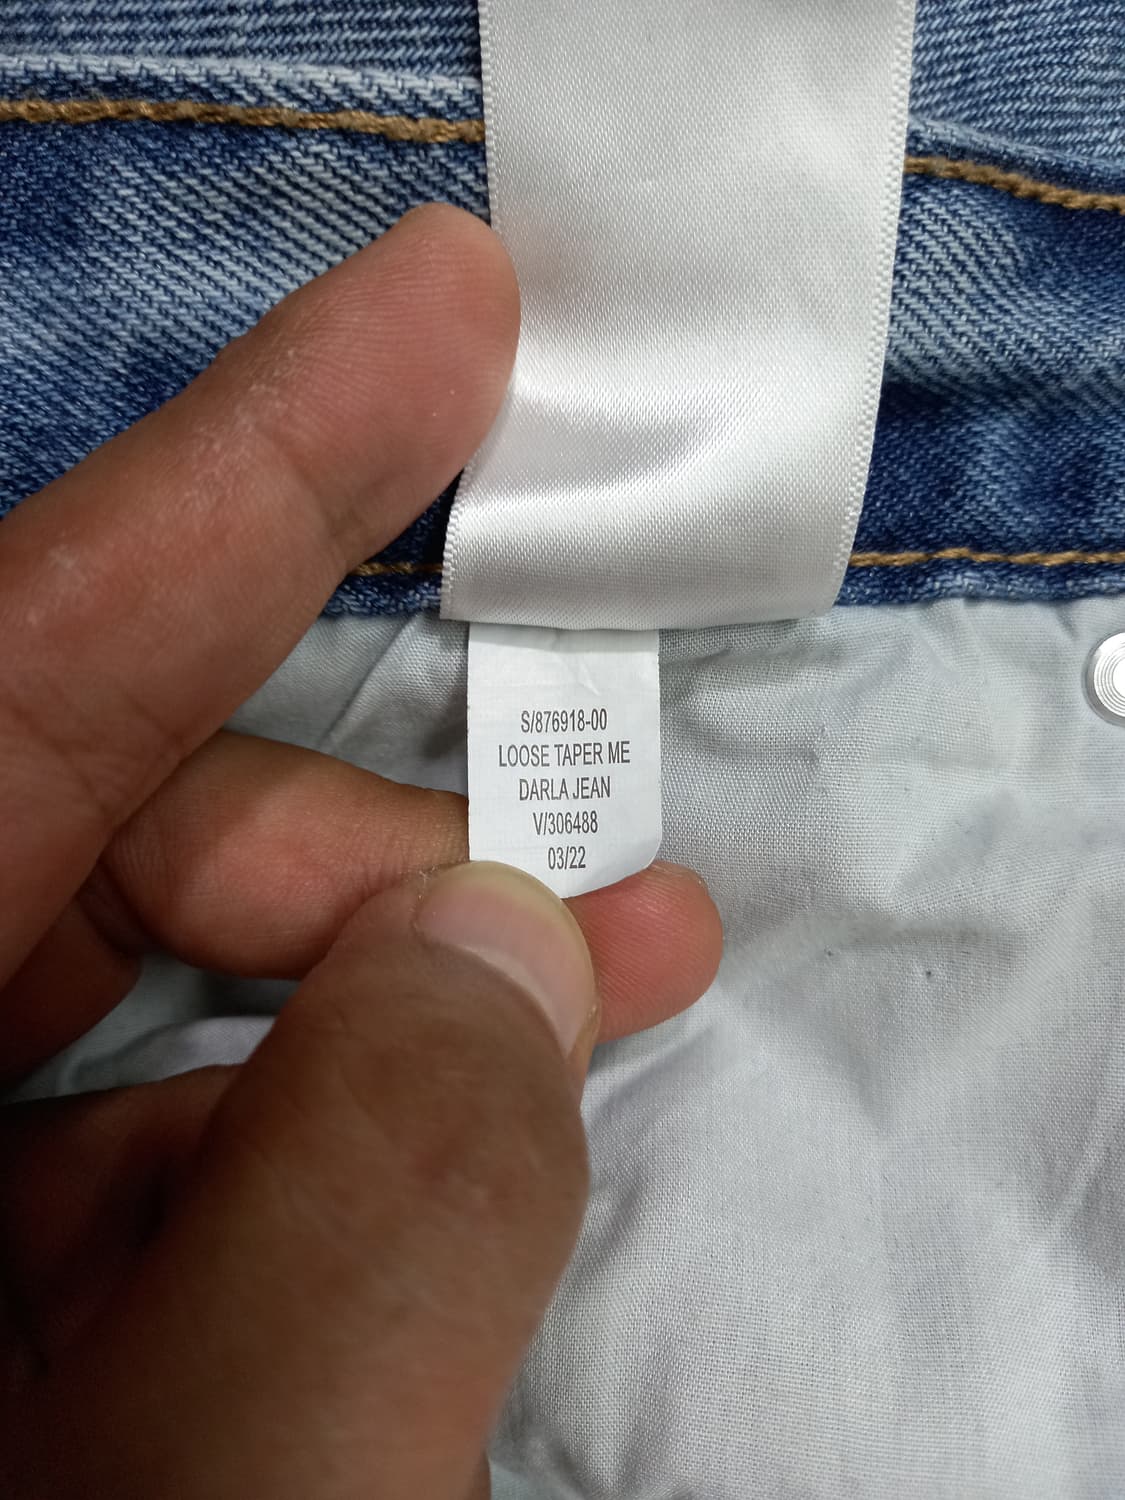 S/876918-00
LOOSE TAPER ME
DARLA JEAN
V/306488
03/22